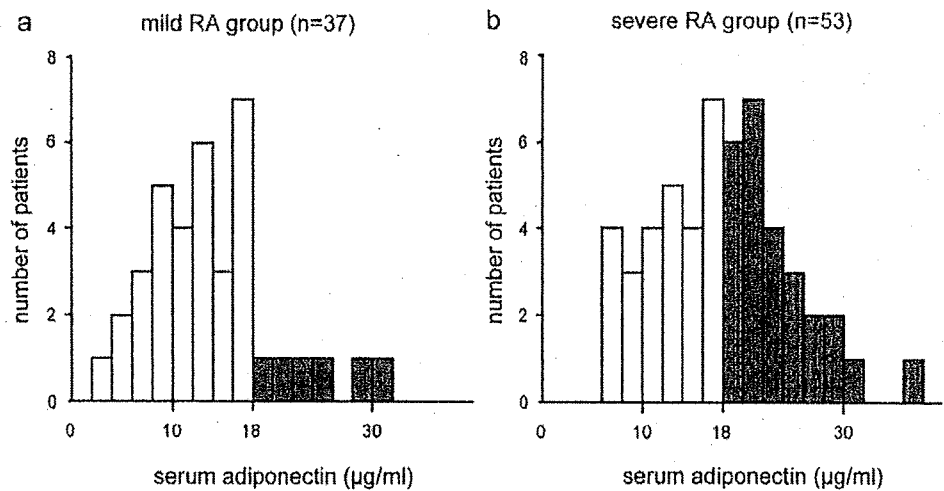 a
mild RA group (n=37)
number of patients
8
6
4
2
0
0
10
18
30
serum adiponectin (µg/ml)
b
severe RA group (n=53)
number of patients
8
6
4
2
0
0
10
18
30
serum adiponectin (µg/ml)